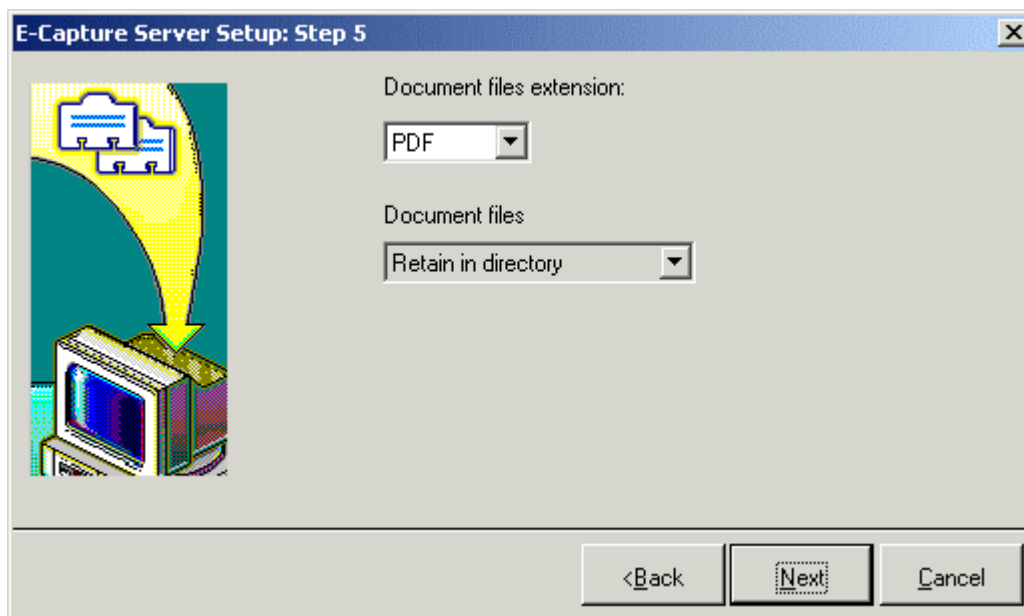 E-Capture Server Setup: Step 5
Document files extension:
PDF
Document files
Retain in directory
<Back
Next
Cancel